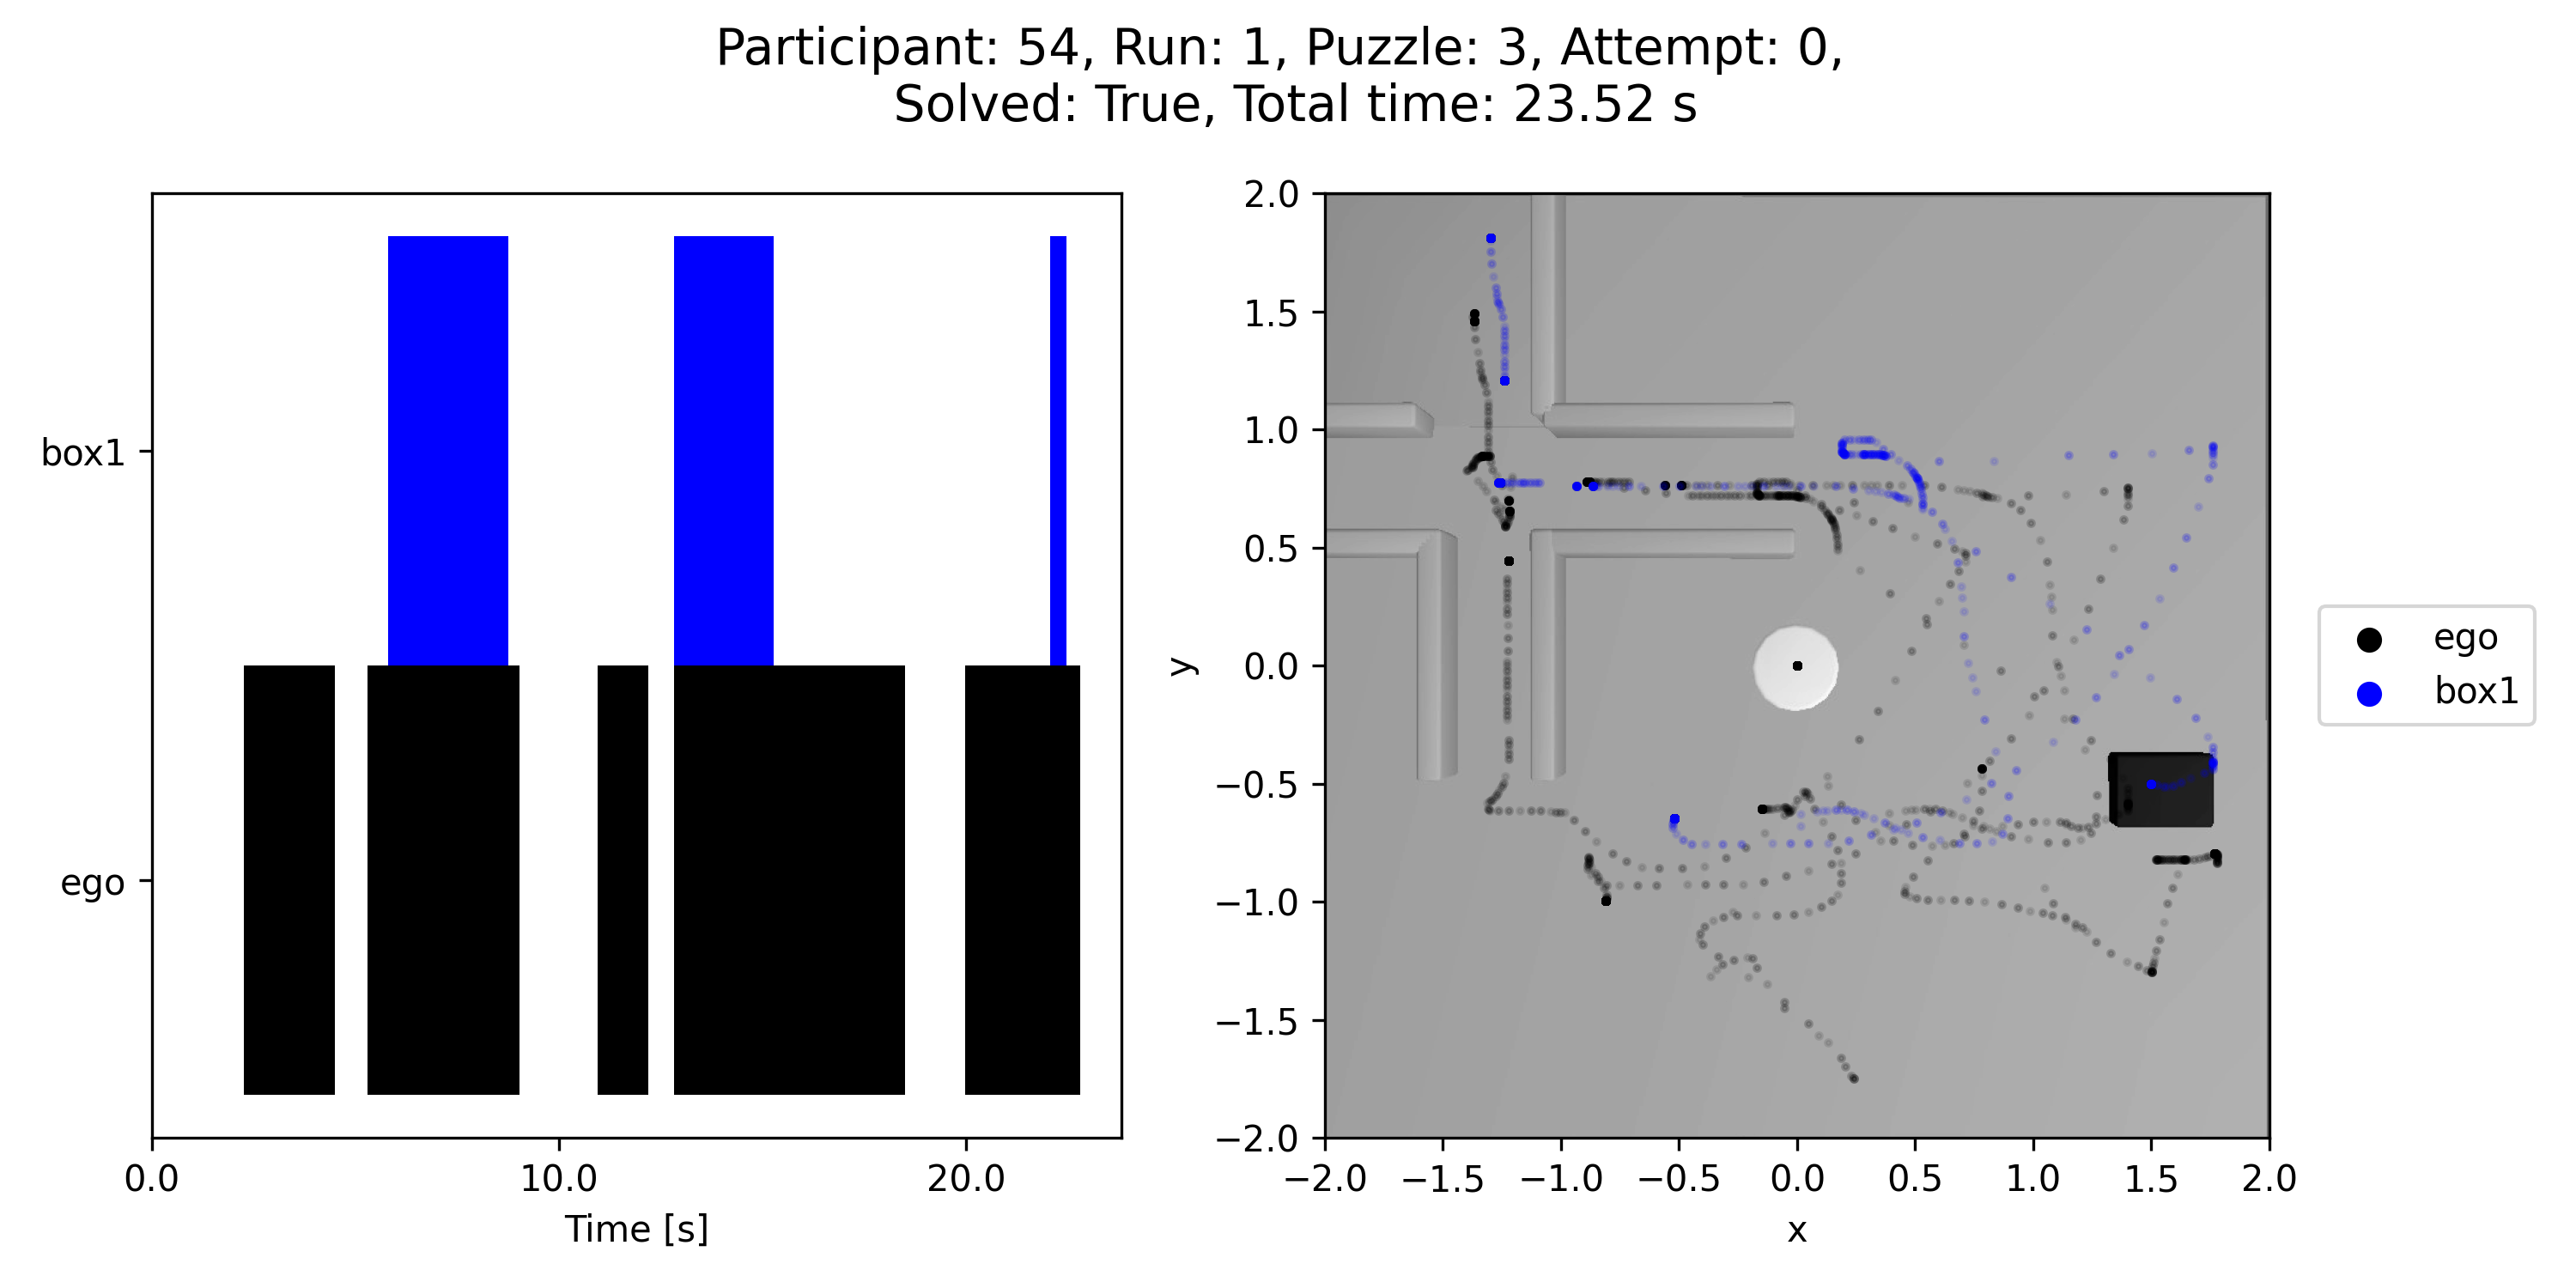 Participant: 54, Run: 1, Puzzle: 3, Attempt: 0,
Solved: True, Total time: 23.52 s
box1
ego
0.0 10.0 20.0
Time [s]
2.0
1.5
1.0
0.5
0.0
−0.5
−1.0
−1.5
−2.0
y
−2.0 −1.5 −1.0 −0.5 0.0 0.5 1.0 1.5 2.0
x
ego
box1